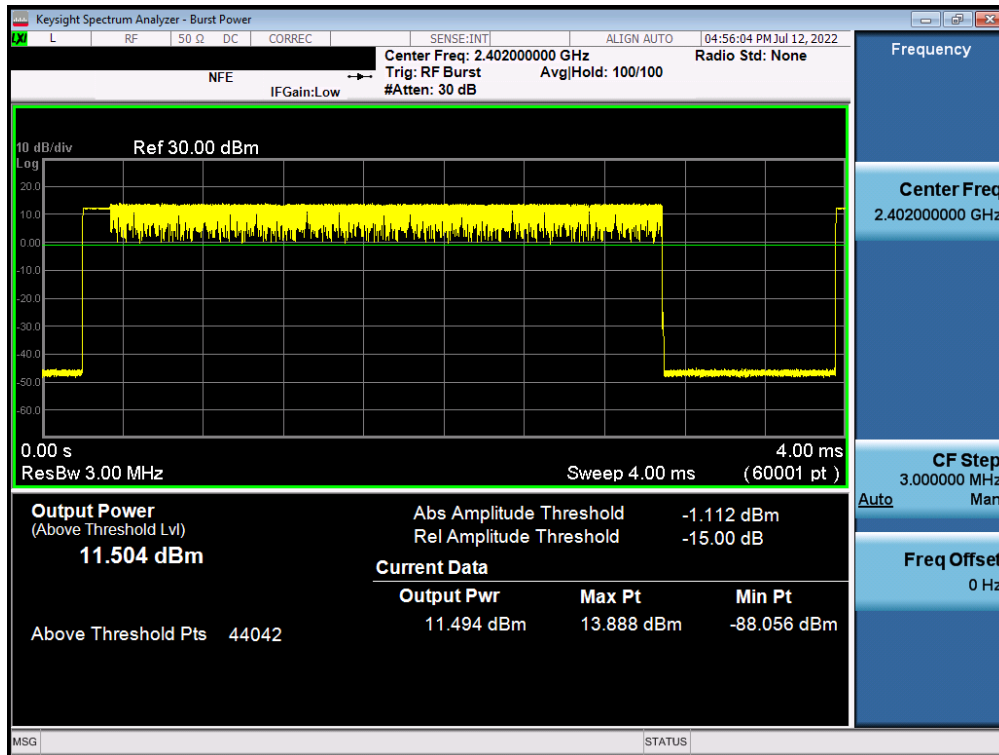 Keysight Spectrum Analyzer - Burst Power
LXI L RF 50 Ω DC CORREC SENSE:INT ALIGN AUTO 04:56:04 PM Jul 12, 2022
Center Freq: 2.402000000 GHz Radio Std: None
NFE Trig: RF Burst Avg|Hold: 100/100
IFGain:Low #Atten: 30 dB
10 dB/div Ref 30.00 dBm
Log
20.0
10.0
0.00
-10.0
-20.0
-30.0
-40.0
-50.0
-60.0
0.00 s 4.00 ms
ResBw 3.00 MHz Sweep 4.00 ms (60001 pt)
Output Power
(Above Threshold Lvl)
11.504 dBm
Above Threshold Pts 44042
Abs Amplitude Threshold -1.112 dBm
Rel Amplitude Threshold -15.00 dB
Current Data
Output Pwr Max Pt Min Pt
11.494 dBm 13.888 dBm -88.056 dBm
Frequency
Center Freq
2.402000000 GHz
CF Step
3.000000 MHz
Auto Man
Freq Offset
0 Hz
MSG STATUS